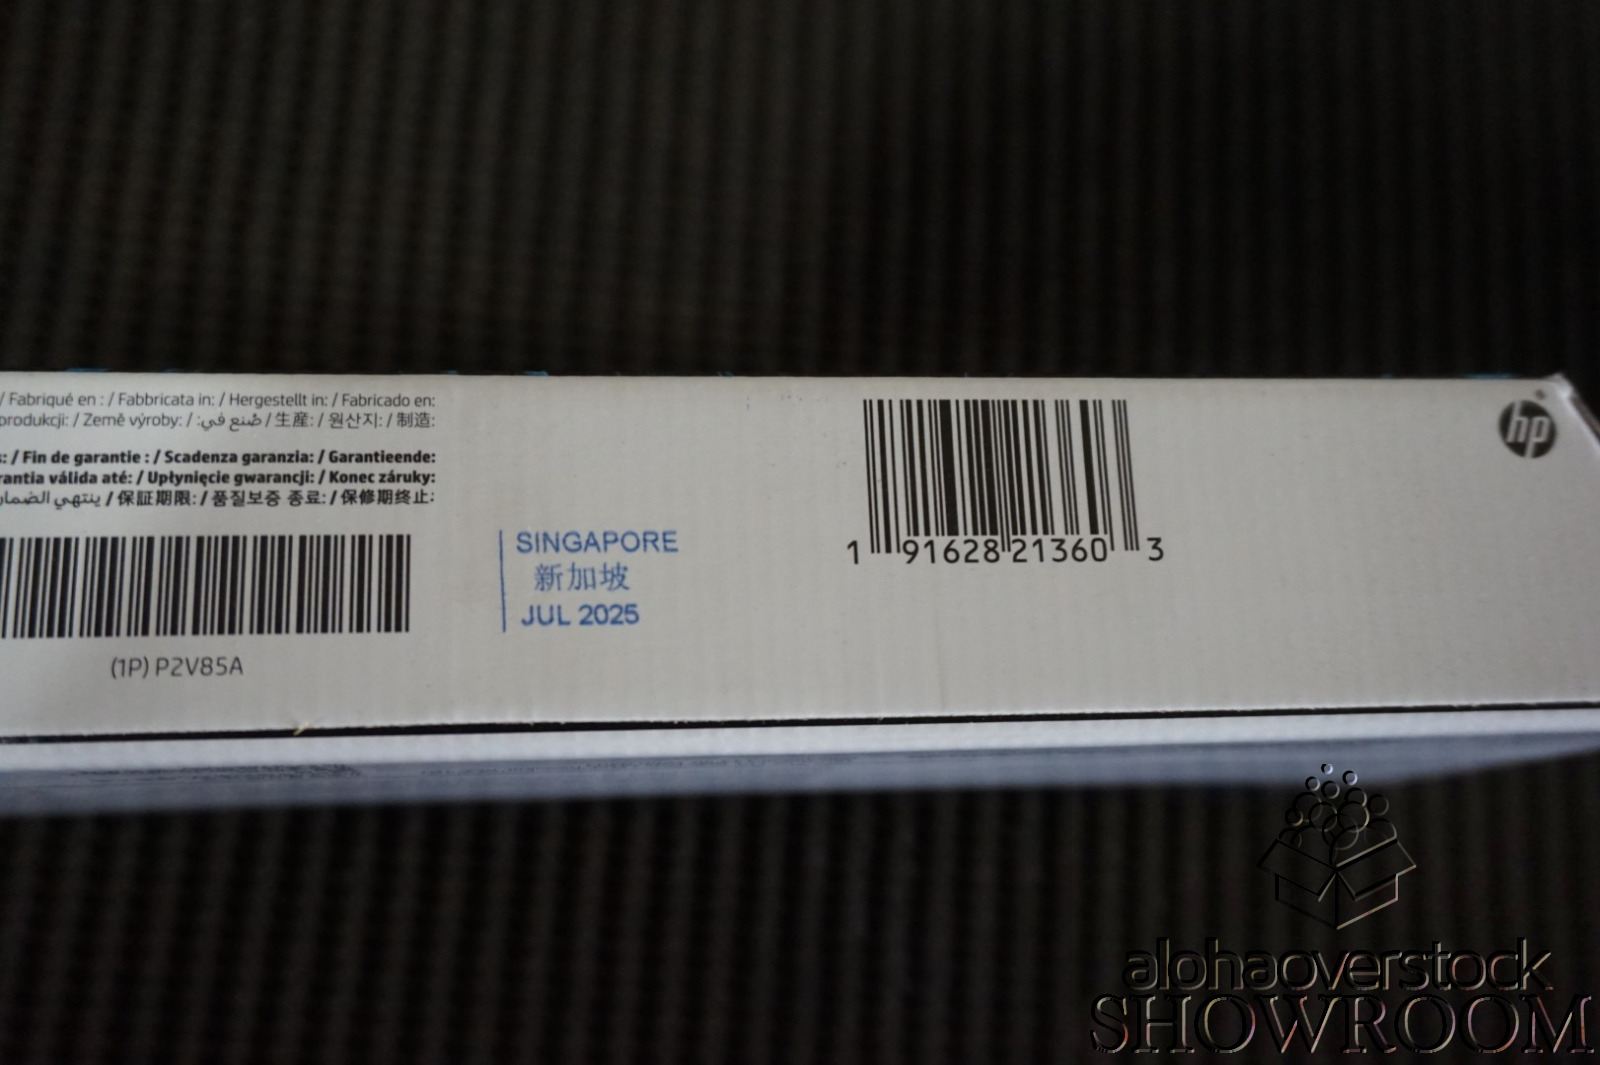 / Fabriqué en : / Fabbricata in: / Hergestellt in: / Fabricado en:
produkcji: / Země výroby: / صُنع في: / 生産: / 원산지: / 制造:
: / Fin de garantie : / Scadenza garanzia: / Garantieende:
válida até: / Upłynięcie gwarancji: / Konec záruky:
ينتهي الضمان / 保証期限: / 품질보증 종료: / 保修期终止:
(1P) P2V85A
SINGAPORE
新加坡
JUL 2025
1 91628 21360 3
hp
alohaoverstock
SHOWROOM